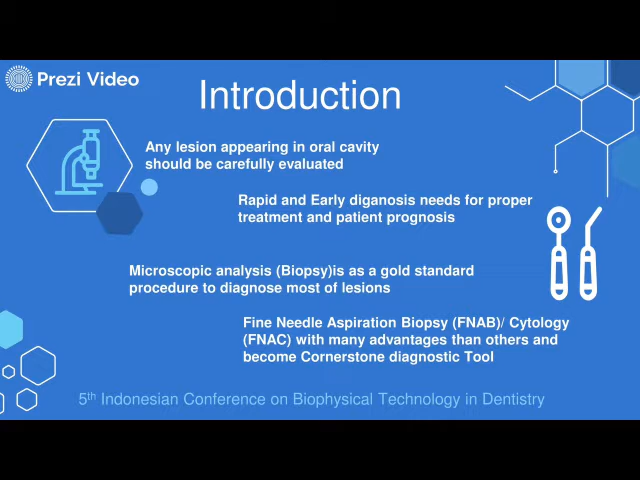 Prezi Video
Introduction
Any lesion appearing in oral cavity
should be carefully evaluated
Rapid and Early diganosis needs for proper
treatment and patient prognosis
Microscopic analysis (Biopsy)is as a gold standard
procedure to diagnose most of lesions
Fine Needle Aspiration Biopsy (FNAB)/ Cytology
(FNAC) with many advantages than others and
become Cornerstone diagnostic Tool
5th Indonesian Conference on Biophysical Technology in Dentistry